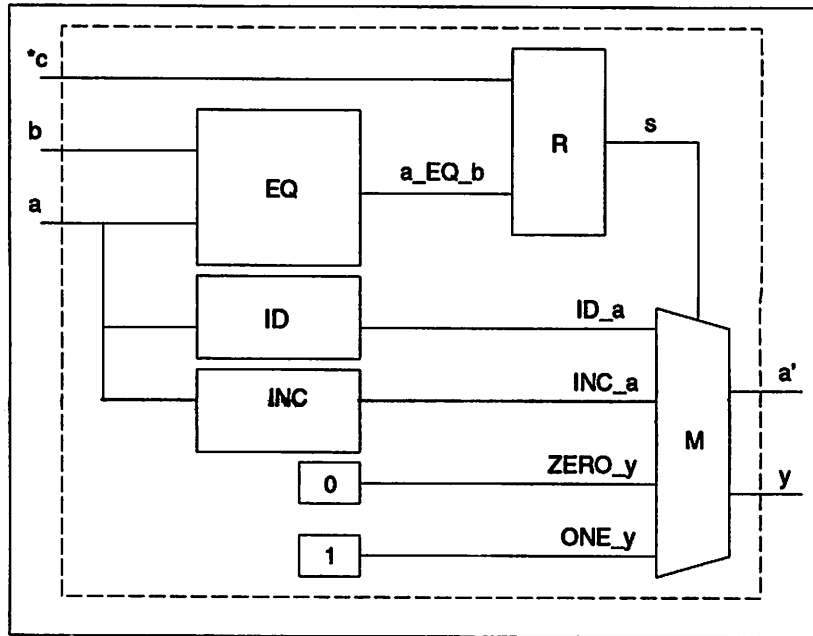 *c
b
a
EQ
a_EQ_b
R
s
ID
ID_a
INC
INC_a
M
a'
0
ZERO_y
y
1
ONE_y